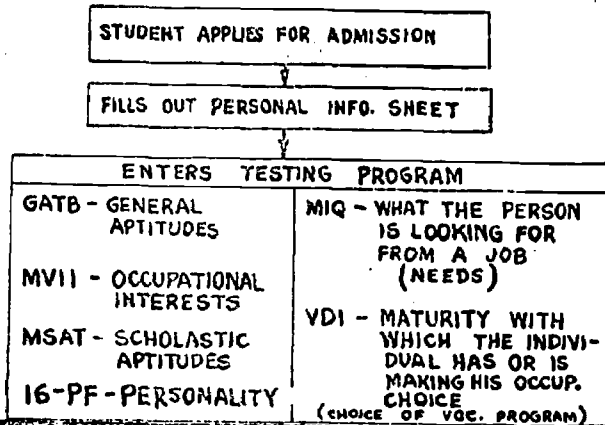 STUDENT APPLIES FOR ADMISSION
FILLS OUT PERSONAL INFO. SHEET
ENTERS TESTING PROGRAM
GATB - GENERAL
APTITUDES
MVII - OCCUPATIONAL
INTERESTS
MSAT - SCHOLASTIC
APTITUDES
16-PF - PERSONALITY
MIQ - WHAT THE PERSON
IS LOOKING FOR
FROM A JOB
(NEEDS)
VDI - MATURITY WITH
WHICH THE INDIVI-
DUAL HAS OR IS
MAKING HIS OCCUP.
CHOICE
(CHOICE OF VOC. PROGRAM)